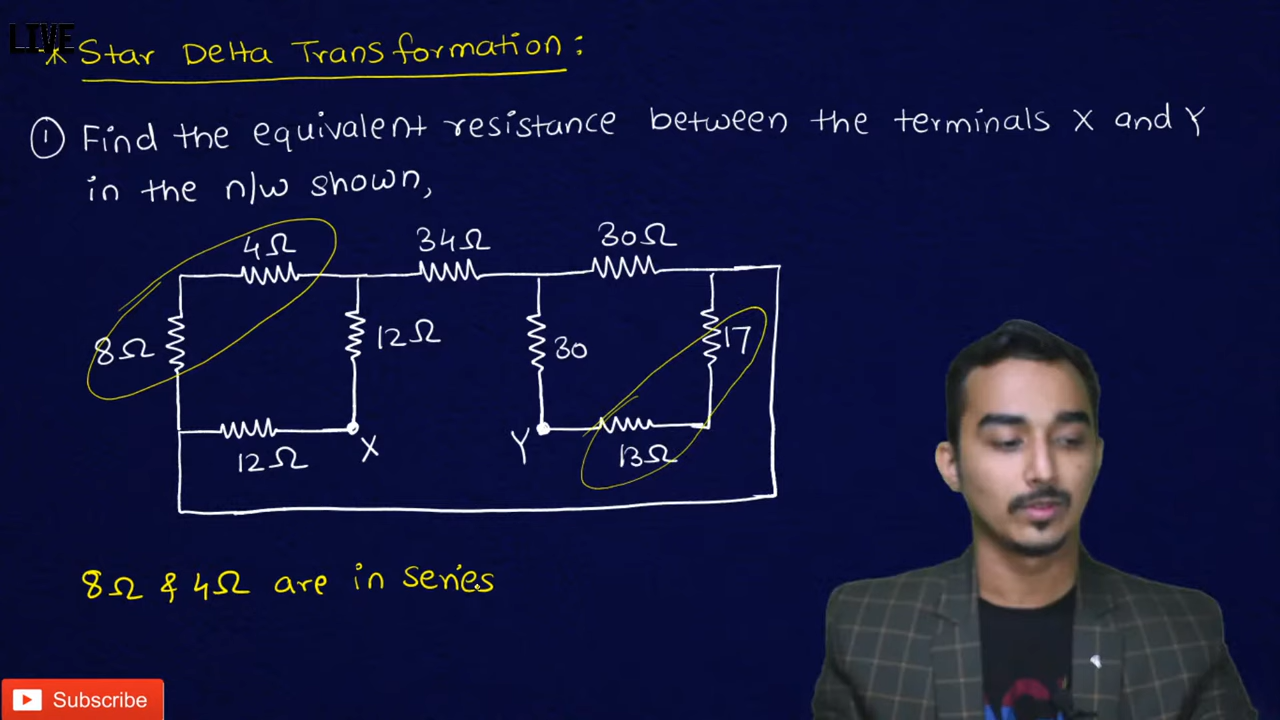 LIVE
* Star Delta Transformation:
① Find the equivalent resistance between the terminals X and Y
in the n/w shown,
4Ω 34Ω 30Ω
8Ω 12Ω 30 17
12Ω X Y 13Ω
8Ω & 4Ω are in series
Subscribe